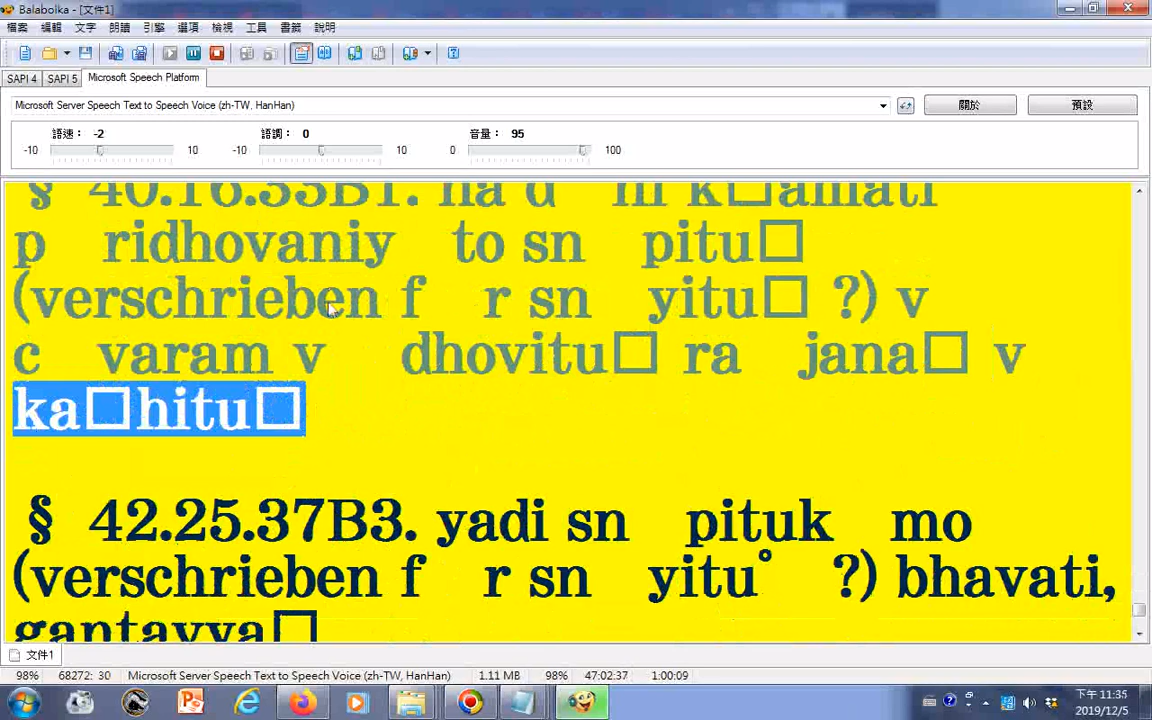 Balabolka - [文件1]
檔案 編輯 文字 朗讀 引擎 選項 檢視 工具 書籤 說明
SAPI 4 SAPI 5 Microsoft Speech Platform
Microsoft Server Speech Text to Speech Voice (zh-TW, HanHan)
關於 預設
語速： -2 語調： 0 音量： 95
-10 10 -10 10 0 100
§ 40.16.33B1. na d m k□amati
p ridhovaniy to sn pitu□
(verschrieben f r sn yitu□ ?) v
c varam v dhovitu□ ra jana□ v
ka□hitu□
§ 42.25.37B3. yadi sn pituk mo
(verschrieben f r sn yitu° ?) bhavati,
gantavya□
文件1
98% 68272: 30 Microsoft Server Speech Text to Speech Voice (zh-TW, HanHan) 1.11 MB 98% 47:02:37 1:00:09
下午 11:35
2019/12/5